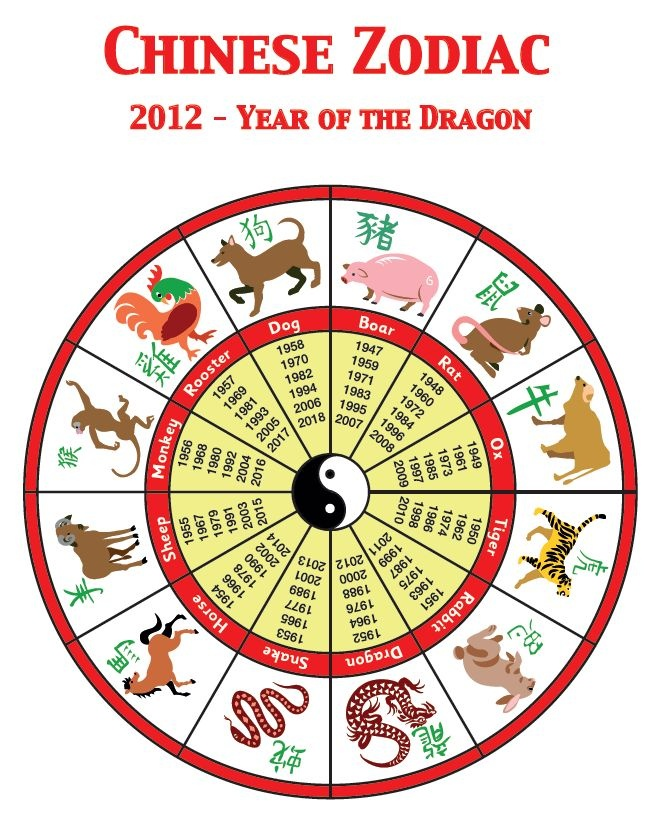 Chinese Zodiac
2012 - Year of the Dragon
豬
Boar
1947
1959
1971
1983
1995
2007
鼠
Rat
1948
1960
1972
1984
1996
2008
牛
Ox
1949
1961
1973
1985
1997
2009
虎
Tiger
1950
1962
1974
1986
1998
2010
兔
Rabbit
1951
1963
1975
1987
1999
2011
龍
Dragon
1952
1964
1976
1988
2000
2012
蛇
Snake
1953
1965
1977
1989
2001
2013
馬
Horse
1954
1966
1978
1990
2002
2014
羊
Sheep
1955
1967
1979
1991
2003
2015
猴
Monkey
1956
1968
1980
1992
2004
2016
雞
Rooster
1957
1969
1981
1993
2005
2017
狗
Dog
1958
1970
1982
1994
2006
2018